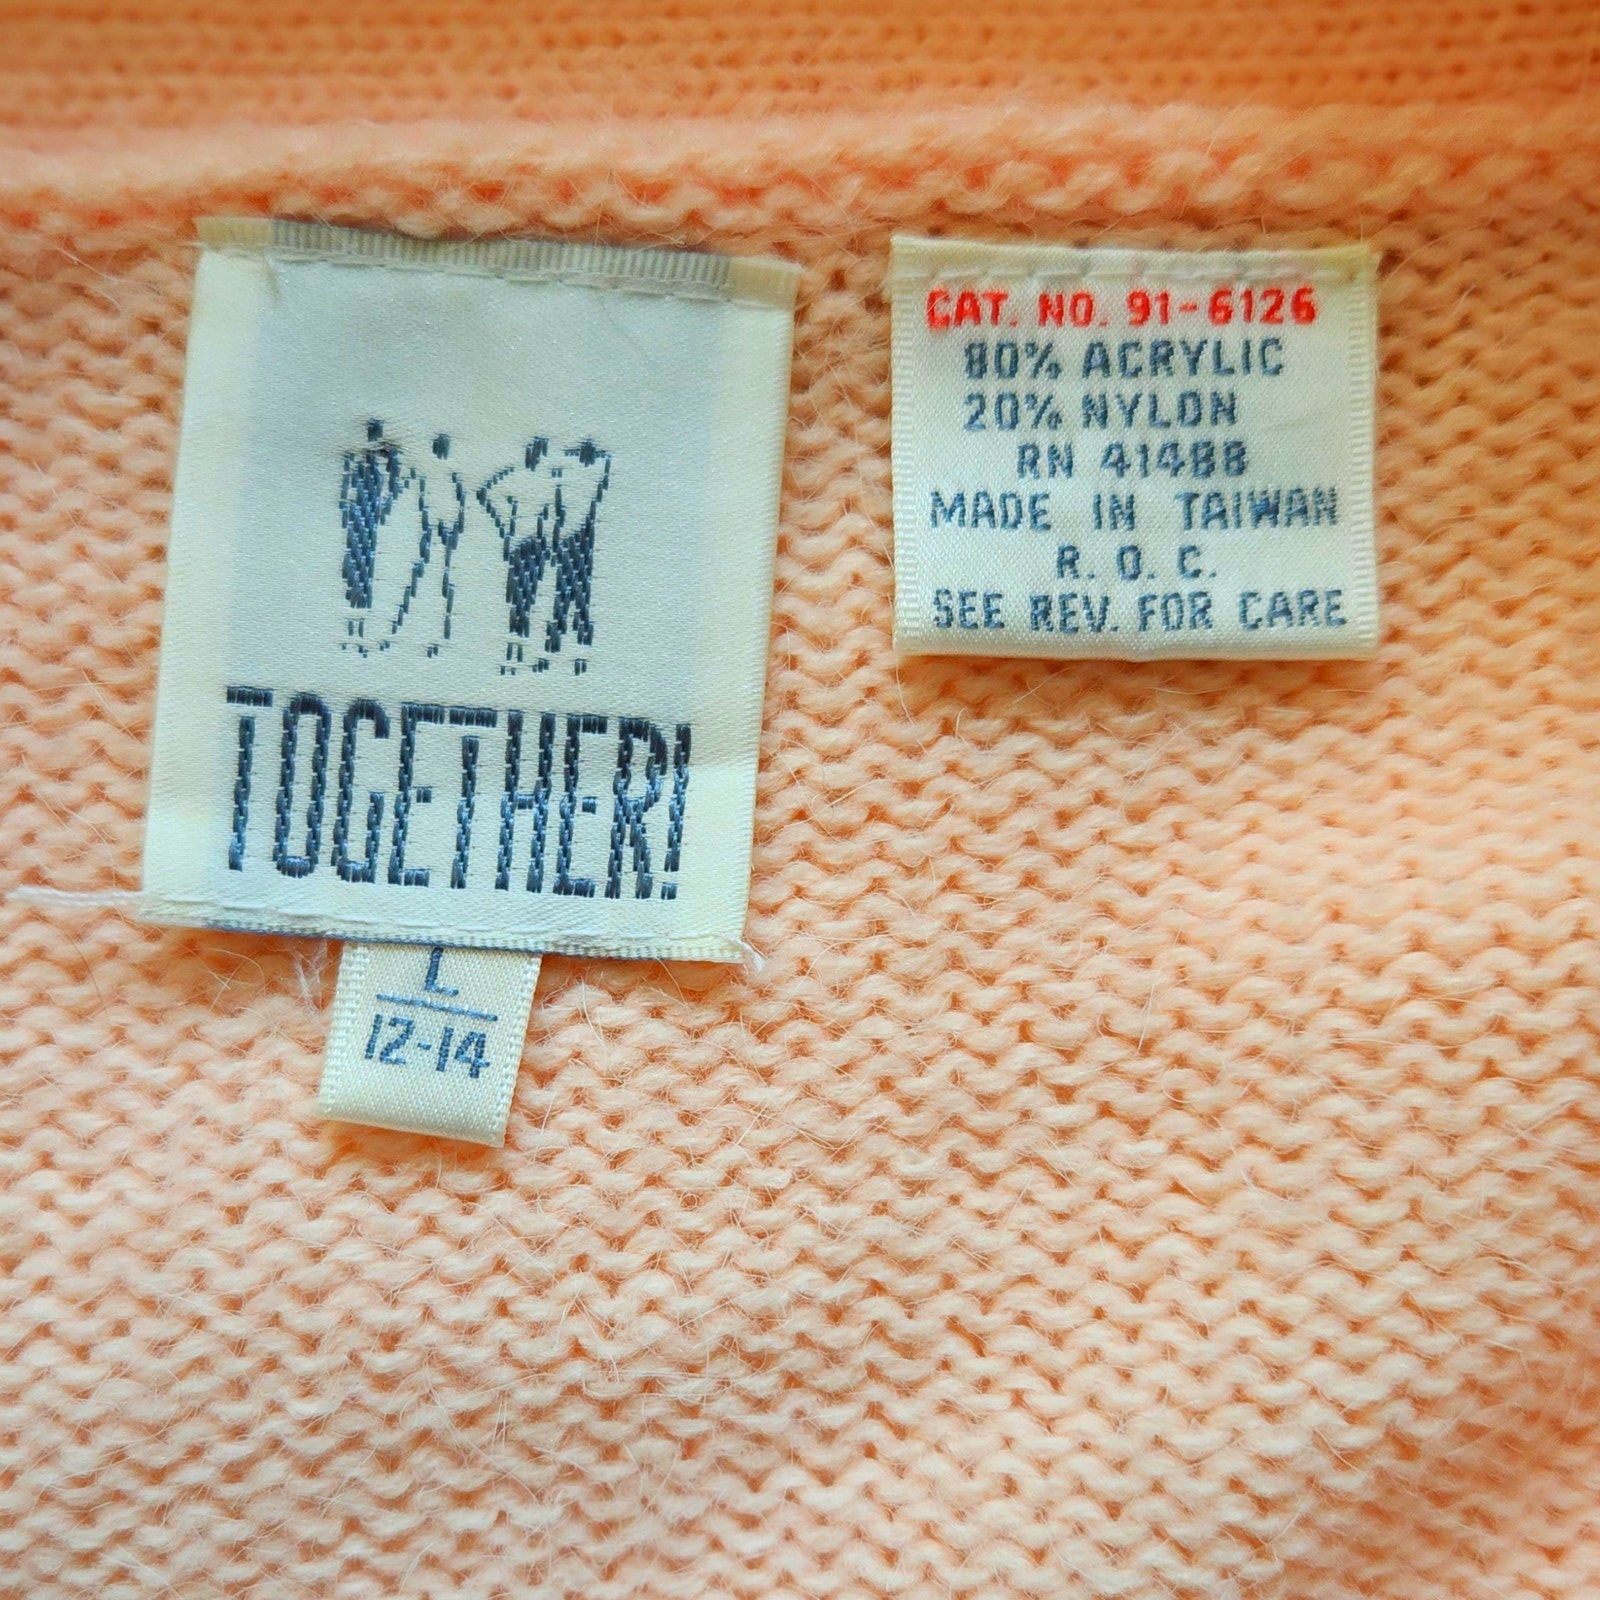 TOGETHER!
L
12-14
CAT. NO. 91-6126
80% ACRYLIC
20% NYLON
RN 41488
MADE IN TAIWAN
R. O. C.
SEE REV. FOR CARE